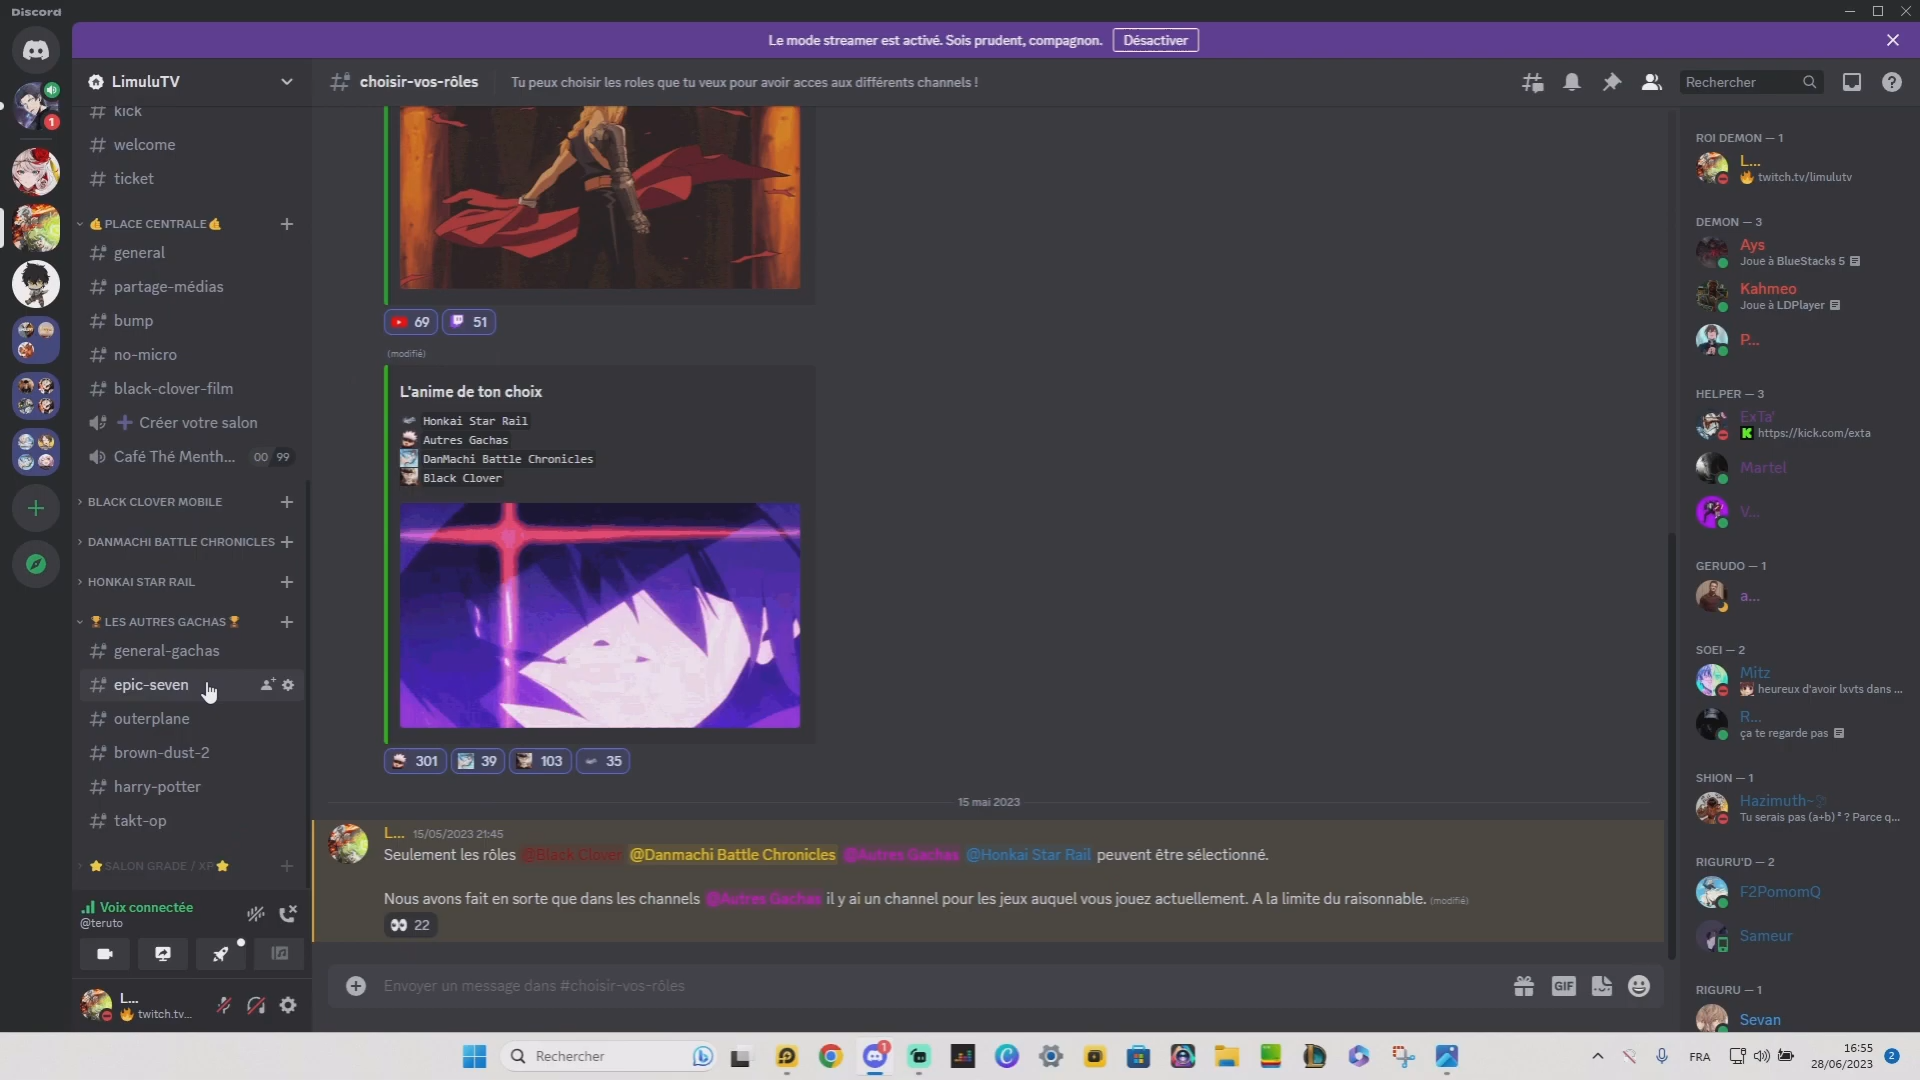 Discord
Le mode streamer est activé. Sois prudent, compagnon.
Désactiver
LimuluTV
choisir-vos-rôles
Tu peux choisir les roles que tu veux pour avoir acces aux différents channels !
Rechercher
kick
welcome
ticket
PLACE CENTRALE
general
partage-médias
bump
no-micro
black-clover-film
Créer votre salon
Café Thé Menth... 00 99
BLACK CLOVER MOBILE
DANMACHI BATTLE CHRONICLES
HONKAI STAR RAIL
LES AUTRES GACHAS
general-gachas
epic-seven
outerplane
brown-dust-2
harry-potter
takt-op
SALON GRADE / XP
Voix connectée
@teruto
L...
twitch.tv...
69 51
(modifié)
L'anime de ton choix
Honkai Star Rail
Autres Gachas
DanMachi Battle Chronicles
Black Clover
301 39 103 35
15 mai 2023
L... 15/05/2023 21:45
Seulement les rôles @Black Clover @Danmachi Battle Chronicles @Autres Gachas @Honkai Star Rail peuvent être sélectionné.
Nous avons fait en sorte que dans les channels @Autres Gachas il y ai un channel pour les jeux auquel vous jouez actuellement. A la limite du raisonnable. (modifié)
22
Envoyer un message dans #choisir-vos-rôles
GIF
ROI DEMON — 1
L...
twitch.tv/limulutv
DEMON — 3
Ays
Joue à BlueStacks 5
Kahmeo
Joue à LDPlayer
P...
HELPER — 3
ExTa'
https://kick.com/exta
Martel
V...
GERUDO — 1
a...
SOEI — 2
Mitz
heureux d'avoir lxvts dans ...
R...
ça te regarde pas
SHION — 1
Hazimuth~
Tu serais pas (a+b)² ? Parce q...
RIGURU'D — 2
F2PomomQ
Sameur
RIGURU — 1
Sevan
Rechercher
1
FRA
16:55
28/06/2023
2